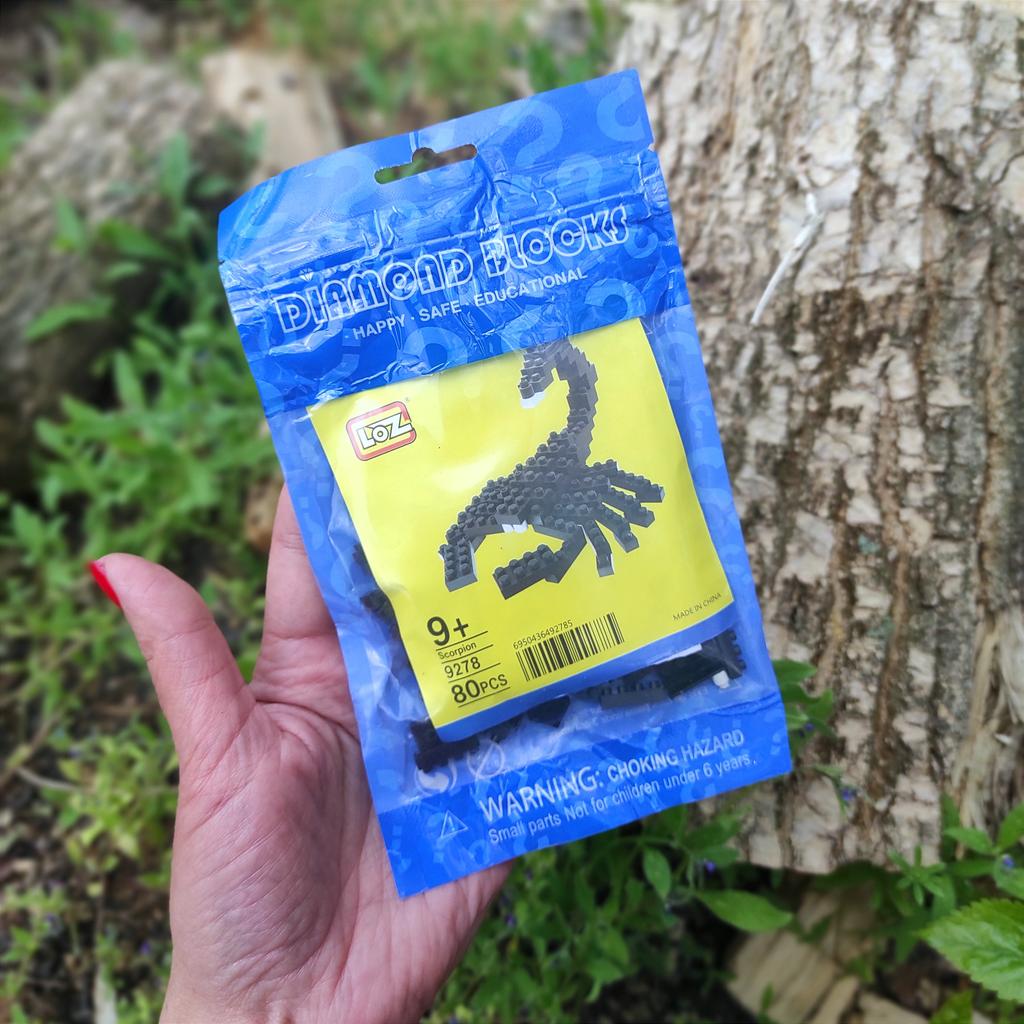 DIAMOND BLOCKS
HAPPY · SAFE · EDUCATIONAL
LOZ
®
9+
Scorpion
9278
80PCS
6950436492785
MADE IN CHINA
WARNING: CHOKING HAZARD
Small parts Not for children under 6 years.